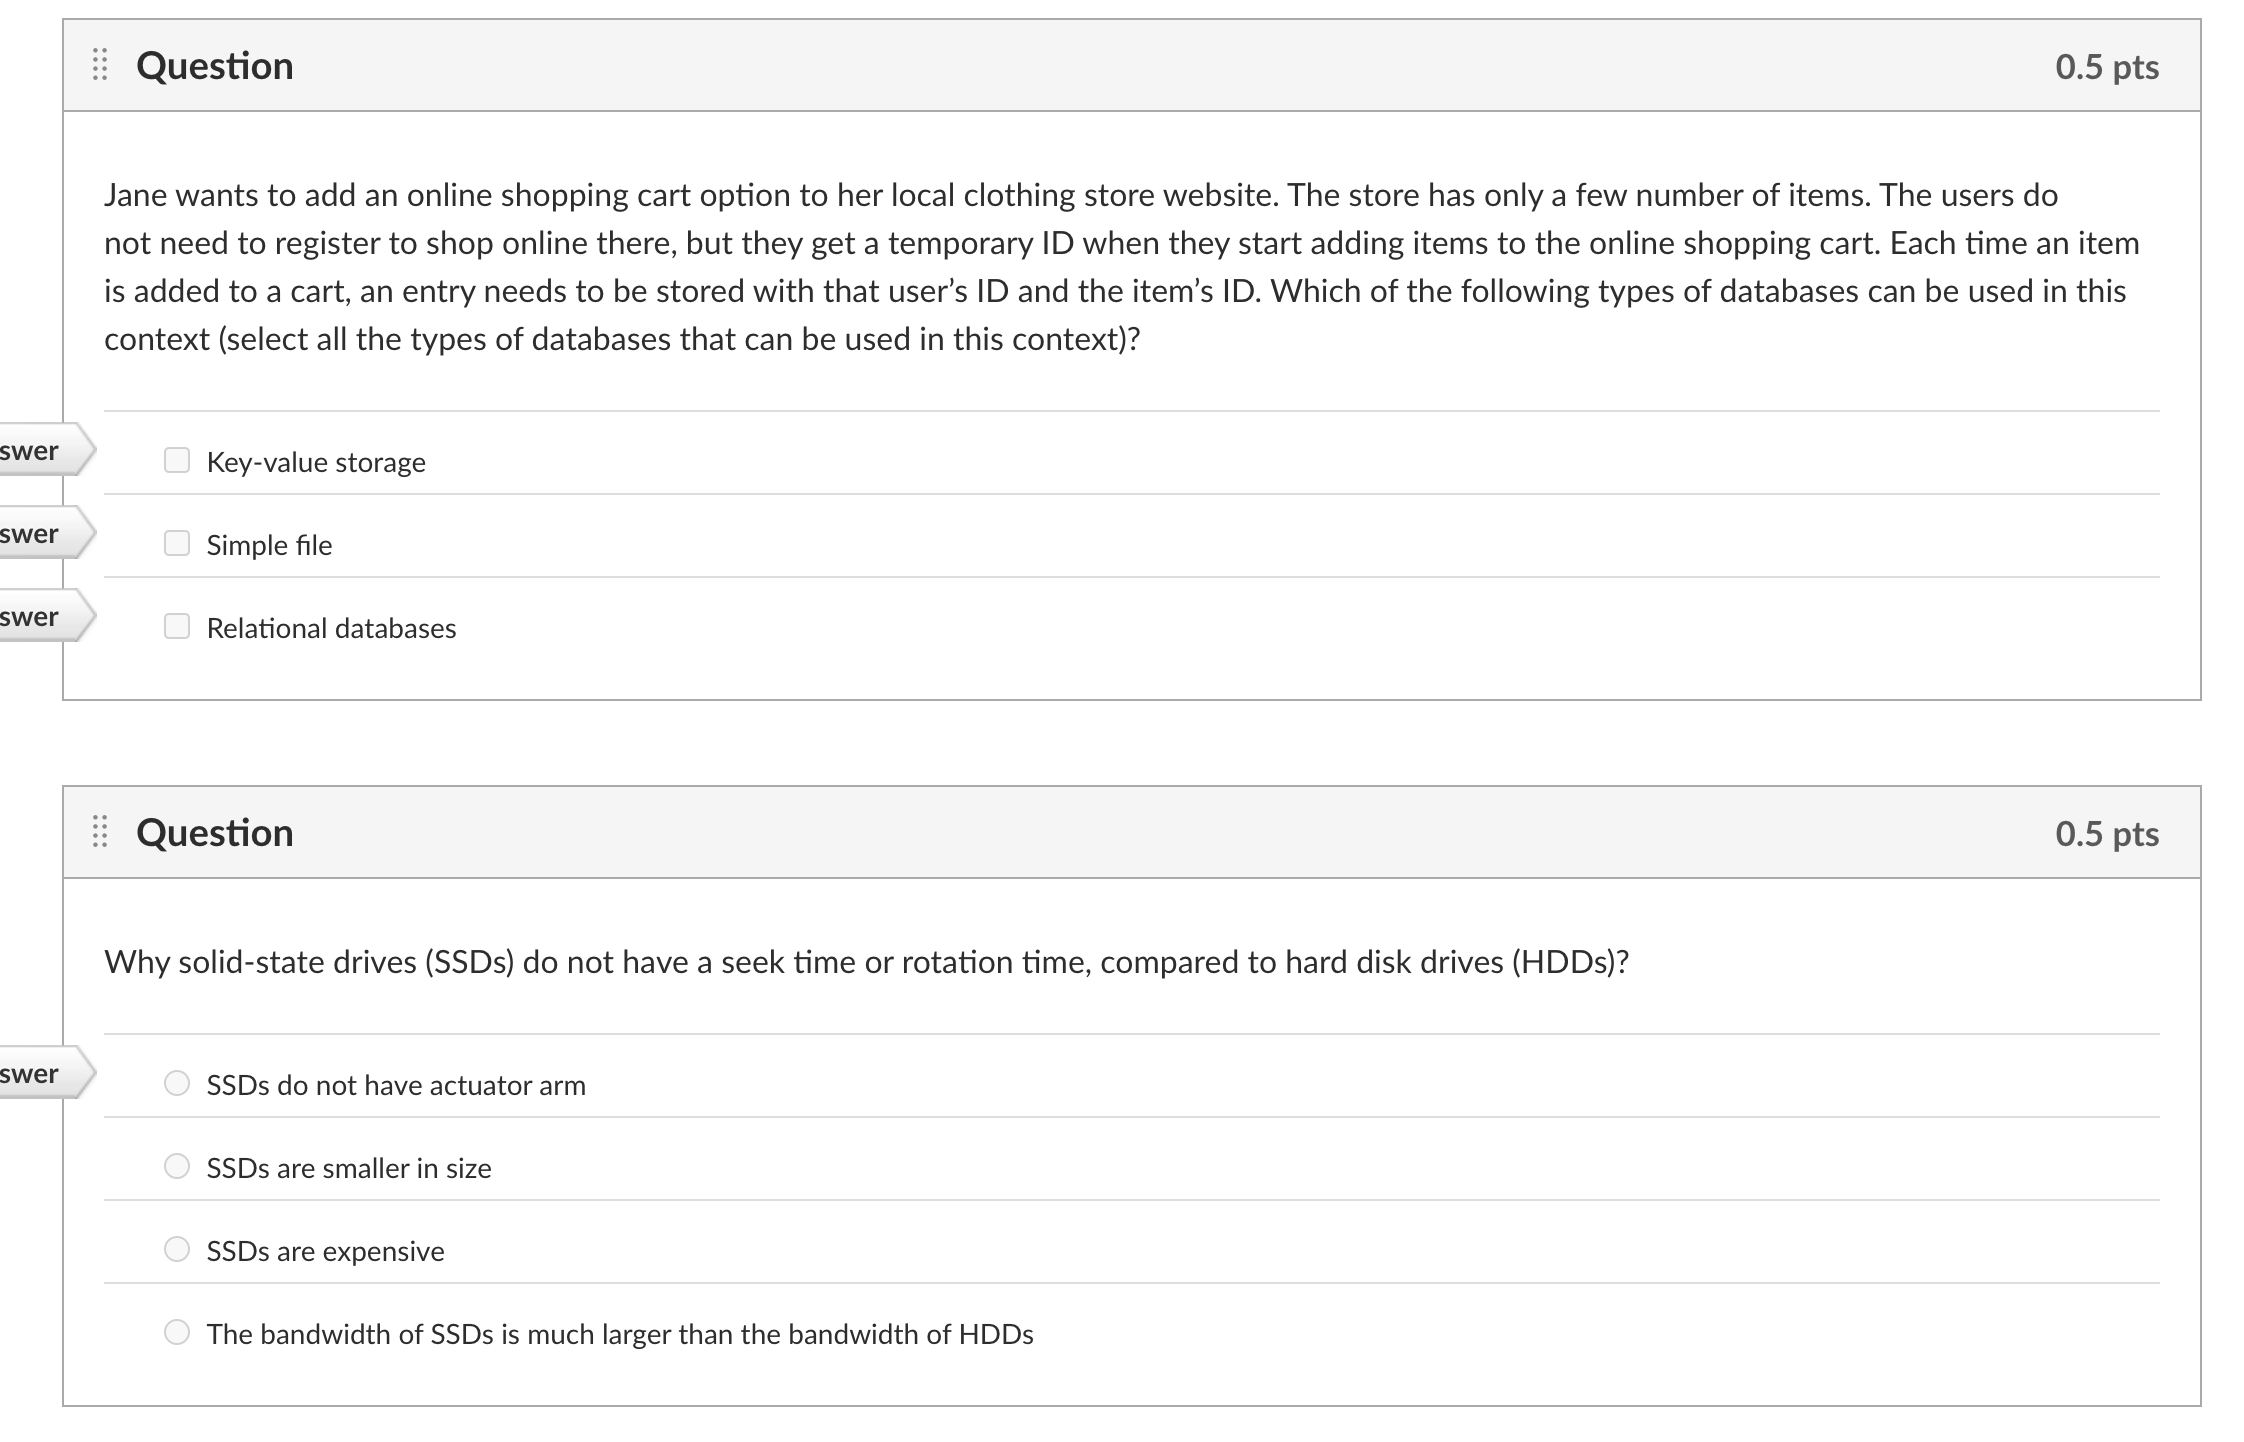 Question
0.5 pts
Jane wants to add an online shopping cart option to her local clothing store website. The store has only a few number of items. The users do
not need to register to shop online there, but they get a temporary ID when they start adding items to the online shopping cart. Each time an item
is added to a cart, an entry needs to be stored with that user’s ID and the item’s ID. Which of the following types of databases can be used in this
context (select all the types of databases that can be used in this context)?
swer
Key-value storage
swer
Simple file
swer
Relational databases
Question
0.5 pts
Why solid-state drives (SSDs) do not have a seek time or rotation time, compared to hard disk drives (HDDs)?
swer
SSDs do not have actuator arm
SSDs are smaller in size
SSDs are expensive
The bandwidth of SSDs is much larger than the bandwidth of HDDs